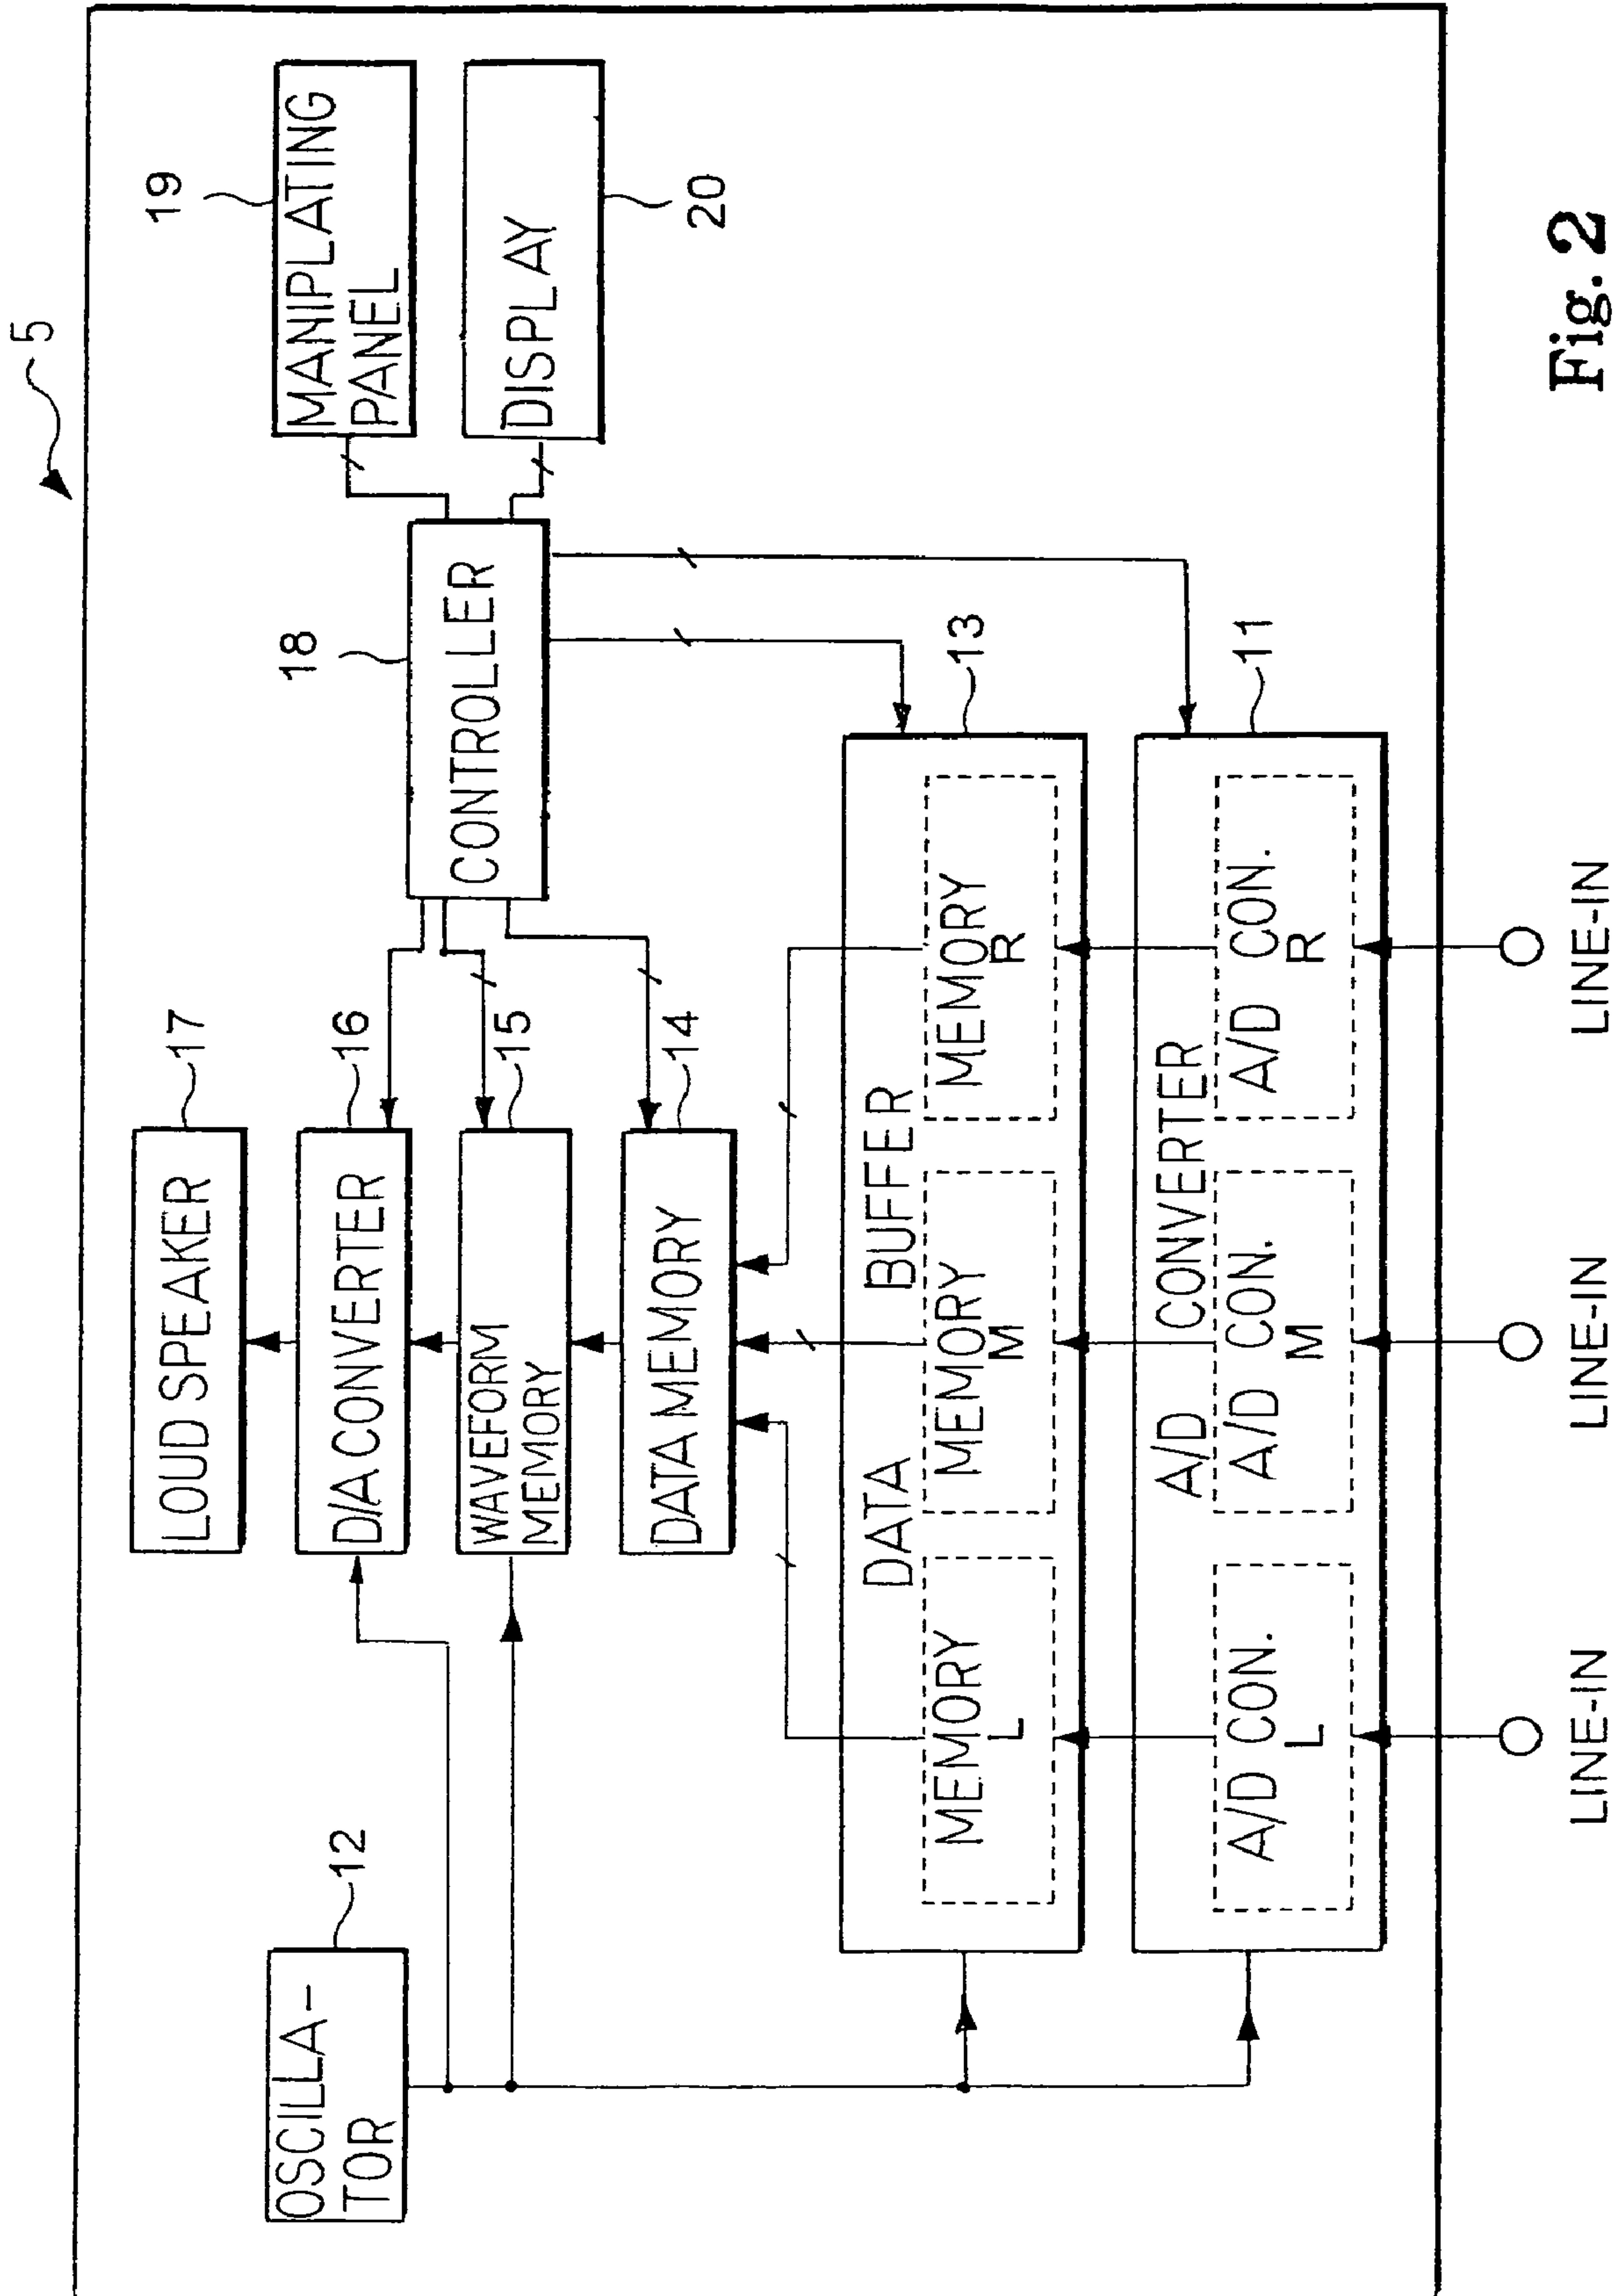 5
OSCILLA-
TOR
12
LOUD SPEAKER
17
D/A CONVERTER
16
WAVEFORM
MEMORY
15
DATA MEMORY
14
CONTROLLER
18
MANIPLATING
PANEL
19
DISPLAY
20
DATA BUFFER
13
MEMORY
L
MEMORY
M
MEMORY
R
A/D CONVERTER
11
A/D CON.
L
A/D CON.
M
A/D CON.
R
LINE-IN
LINE-IN
LINE-IN
Fig. 2